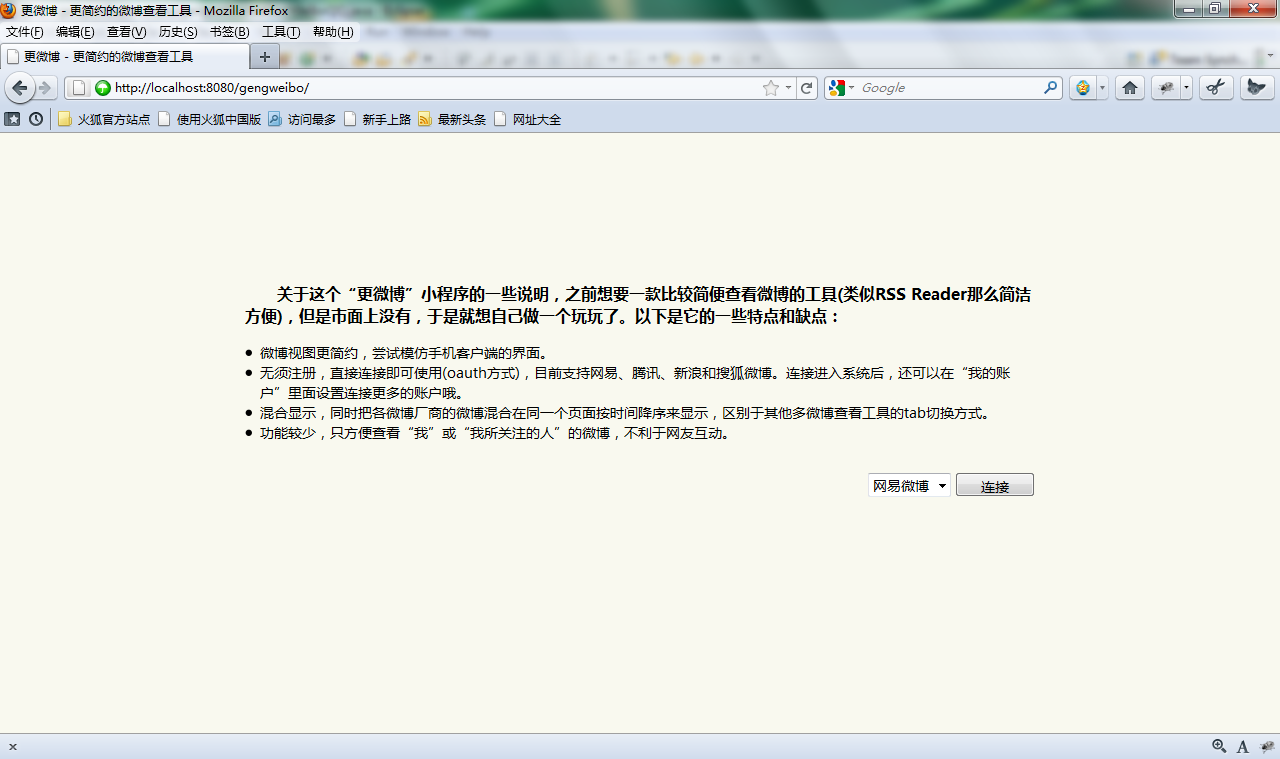 更微博 - 更简约的微博查看工具 - Mozilla Firefox
文件(F) 编辑(E) 查看(V) 历史(S) 书签(B) 工具(T) 帮助(H)
更微博 - 更简约的微博查看工具
http://localhost:8080/gengweibo/ Google
火狐官方站点 使用火狐中国版 访问最多 新手上路 最新头条 网址大全
关于这个“更微博”小程序的一些说明，之前想要一款比较简便查看微博的工具(类似RSS Reader那么简洁
方便)，但是市面上没有，于是就想自己做一个玩玩了。以下是它的一些特点和缺点：
● 微博视图更简约，尝试模仿手机客户端的界面。
● 无须注册，直接连接即可使用(oauth方式)，目前支持网易、腾讯、新浪和搜狐微博。连接进入系统后，还可以在“我的账
户”里面设置连接更多的账户哦。
● 混合显示，同时把各微博厂商的微博混合在同一个页面按时间降序来显示，区别于其他多微博查看工具的tab切换方式。
● 功能较少，只方便查看“我”或“我所关注的人”的微博，不利于网友互动。
网易微博 连接